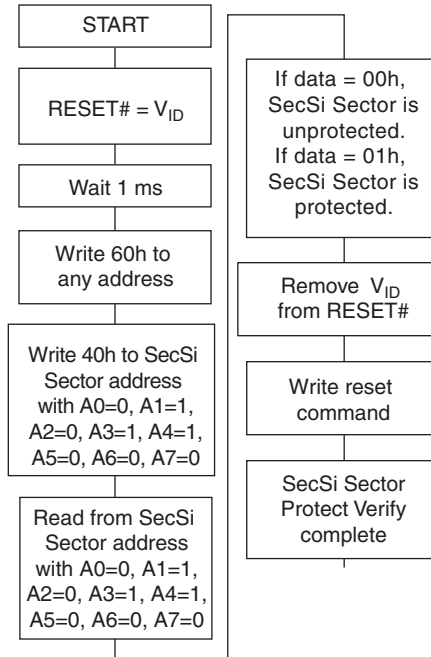 START
RESET# = VID
Wait 1 ms
Write 60h to
any address
Write 40h to SecSi
Sector address
with A0=0, A1=1,
A2=0, A3=1, A4=1,
A5=0, A6=0, A7=0
Read from SecSi
Sector address
with A0=0, A1=1,
A2=0, A3=1, A4=1,
A5=0, A6=0, A7=0
If data = 00h,
SecSi Sector is
unprotected.
If data = 01h,
SecSi Sector is
protected.
Remove VID
from RESET#
Write reset
command
SecSi Sector
Protect Verify
complete